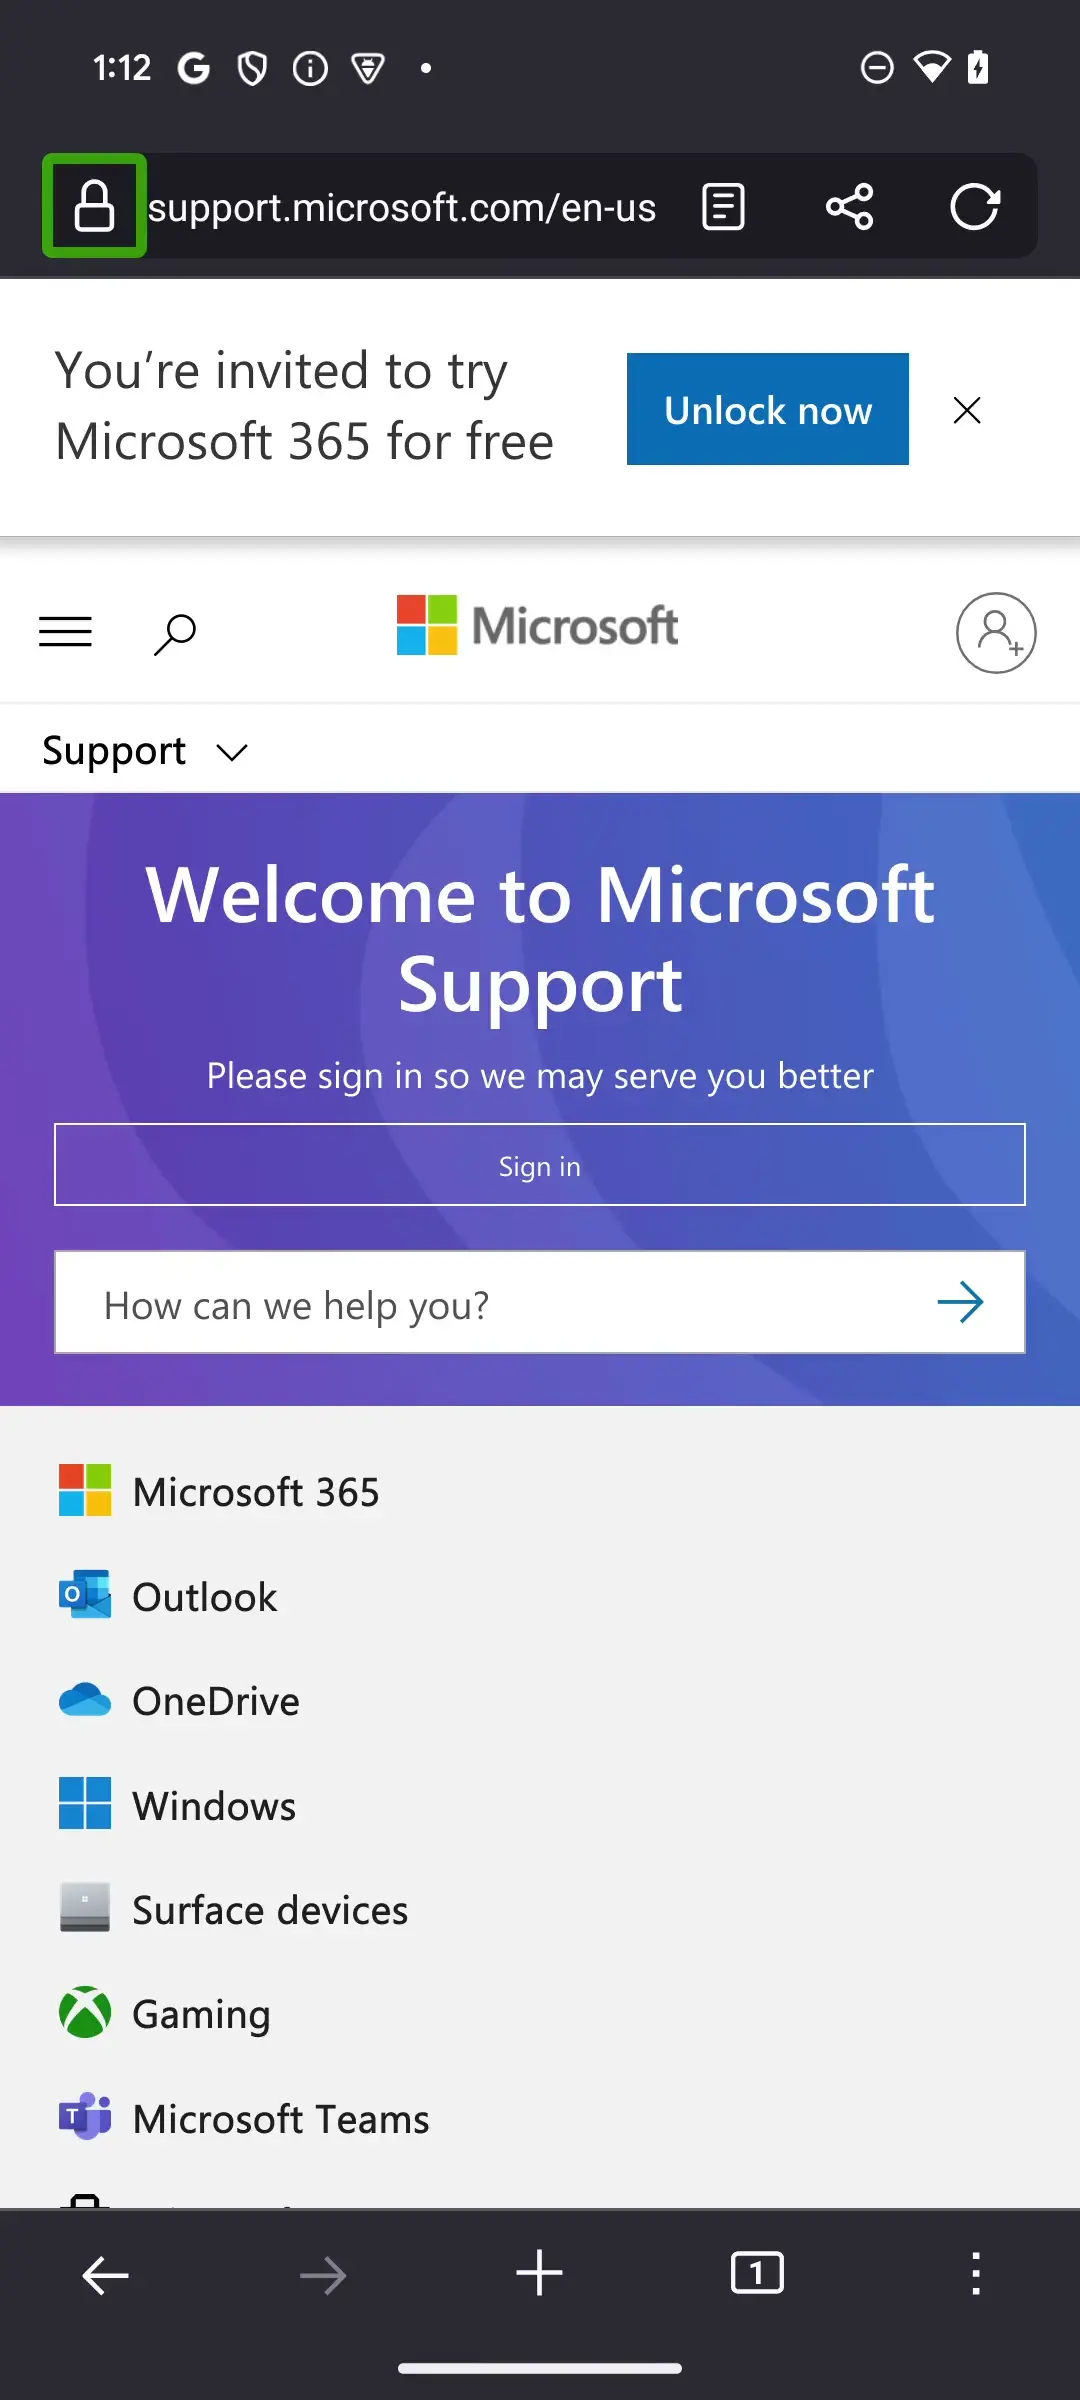 1:12
support.microsoft.com/en-us
You're invited to try
Microsoft 365 for free
Unlock now
Microsoft
Support
Welcome to Microsoft
Support
Please sign in so we may serve you better
Sign in
How can we help you?
Microsoft 365
Outlook
OneDrive
Windows
Surface devices
Gaming
Microsoft Teams
1